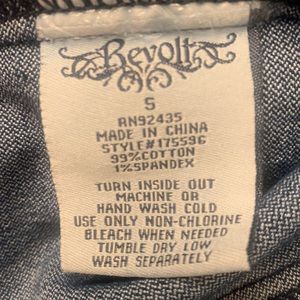 Revolt
S
RN92435
MADE IN CHINA
STYLE#175596
99%COTTON
1%SPANDEX
TURN INSIDE OUT
MACHINE OR
HAND WASH COLD
USE ONLY NON-CHLORINE
BLEACH WHEN NEEDED
TUMBLE DRY LOW
WASH SEPARATELY